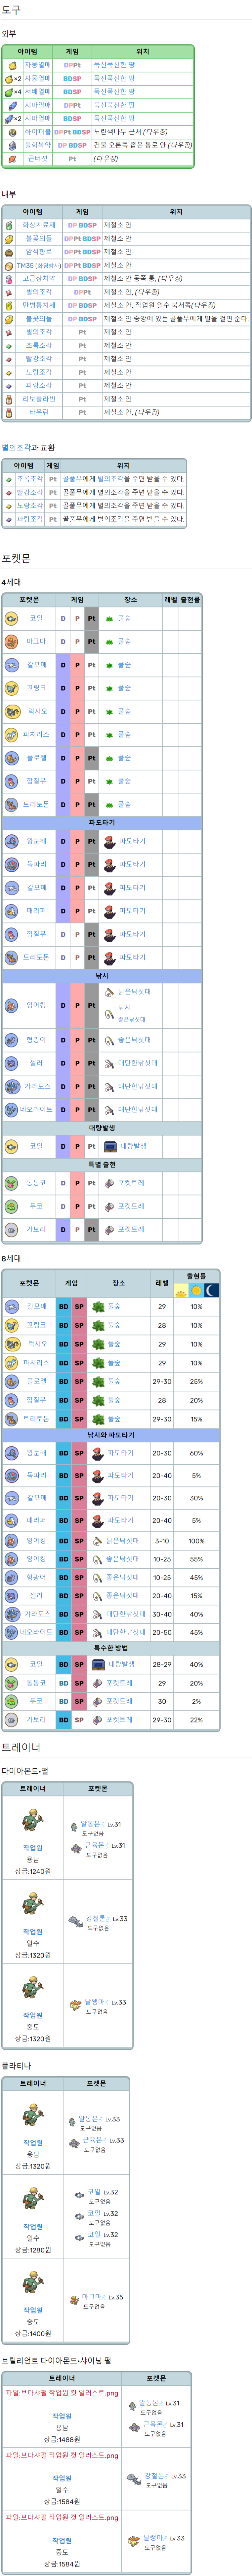 도구
외부
아이템 게임 위치
자뭉열매 DPPt 푹신푹신한 땅
×2 자뭉열매 BDSP 푹신푹신한 땅
×4 서배열매 BDSP 푹신푹신한 땅
시마열매 DPPt 푹신푹신한 땅
×2 시마열매 BDSP 푹신푹신한 땅
하이퍼볼 DPPt BDSP 노란색나무 근처 (다우징)
풀회복약 DP BDSP 건물 오른쪽 좁은 통로 안 (다우징)
큰버섯 Pt (다우징)
내부
아이템 게임 위치
화상치료제 DP BDSP 제철소 안
불꽃의돌 DPPt BDSP 제철소 안
암석향로 DPPt BDSP 제철소 안
TM35 (화염방사) DPPt BDSP 제철소 안
고급상처약 DP BDSP 제철소 안 동쪽 통, (다우징)
별의조각 DPPt 제철소 안, (다우징)
만병통치제 DP BDSP 제철소 안, 작업원 일수 북서쪽(다우징)
불꽃의돌 DPPt BDSP 제철소 안 중앙에 있는 골풀무에게 말을 걸면 준다.
별의조각 Pt 제철소 안
초록조각 Pt 제철소 안
빨강조각 Pt 제철소 안
노랑조각 Pt 제철소 안
파랑조각 Pt 제철소 안
리보플라빈 Pt 제철소 안, (다우징)
타우린 Pt 제철소 안, (다우징)
별의조각과 교환
아이템 게임 위치
초록조각 Pt 골풀무에게 별의조각을 주면 받을 수 있다.
빨강조각 Pt 골풀무에게 별의조각을 주면 받을 수 있다.
노랑조각 Pt 골풀무에게 별의조각을 주면 받을 수 있다.
파랑조각 Pt 골풀무에게 별의조각을 주면 받을 수 있다.
포켓몬
4세대
포켓몬 게임 장소 레벨 출현률
코일 D P Pt 풀숲
마그마 D P Pt 풀숲
갈모매 D P Pt 풀숲
포밍크 D P Pt 풀숲
럭시오 D P Pt 풀숲
파치리스 D P Pt 풀숲
플로젤 D P Pt 풀숲
깝질무 D P Pt 풀숲
트리토돈 D P Pt 풀숲
파도타기
왕눈해 D P Pt 파도타기
독파리 D P Pt 파도타기
갈모매 D P Pt 파도타기
패리퍼 D P Pt 파도타기
깝질무 D P Pt 파도타기
트리토돈 D P Pt 파도타기
낚시
잉어킹 D P Pt 낡은낚싯대
낚시
좋은낚싯대
형광어 D P Pt 좋은낚싯대
셀러 D P Pt 대단한낚싯대
갸라도스 D P Pt 대단한낚싯대
네오라이트 D P Pt 대단한낚싯대
대량발생
코일 D P Pt 대량발생
특별 출현
통통코 D P Pt 포켓트레
두코 D P Pt 포켓트레
가보리 D P Pt 포켓트레
8세대
포켓몬 게임 장소 레벨 출현률
갈모매 BD SP 풀숲 29 10%
포밍크 BD SP 풀숲 28 10%
럭시오 BD SP 풀숲 29 10%
파치리스 BD SP 풀숲 29 10%
플로젤 BD SP 풀숲 29-30 25%
깝질무 BD SP 풀숲 28 20%
트리토돈 BD SP 풀숲 29-30 15%
낚시와 파도타기
왕눈해 BD SP 파도타기 20-30 60%
독파리 BD SP 파도타기 20-40 5%
갈모매 BD SP 파도타기 20-30 30%
패리퍼 BD SP 파도타기 20-40 5%
잉어킹 BD SP 낡은낚싯대 3-10 100%
잉어킹 BD SP 좋은낚싯대 10-25 55%
형광어 BD SP 좋은낚싯대 10-25 45%
셀러 BD SP 좋은낚싯대 20-40 15%
갸라도스 BD SP 대단한낚싯대 30-40 40%
네오라이트 BD SP 대단한낚싯대 20-50 45%
특수한 방법
코일 BD SP 대량발생 28-29 40%
통통코 BD SP 포켓트레 29 20%
두코 BD SP 포켓트레 30 2%
가보리 BD SP 포켓트레 29-30 22%
트레이너
다이아몬드•펄
트레이너 포켓몬
작업원
용남
상금:1240원
알통몬♂ Lv.31
도구없음
근육몬♂ Lv.31
도구없음
작업원
일수
상금:1320원
강철톤♂ Lv.33
도구없음
작업원
중도
상금:1320원
날쌩마♂ Lv.33
도구없음
플라티나
트레이너 포켓몬
작업원
용남
상금:1320원
알통몬♂ Lv.33
도구없음
근육몬♂ Lv.33
도구없음
작업원
일수
상금:1280원
코일 Lv.32
도구없음
코일 Lv.32
도구없음
코일 Lv.32
도구없음
작업원
중도
상금:1400원
마그마♂ Lv.35
도구없음
브릴리언트 다이아몬드•샤이닝 펄
트레이너 포켓몬
파일:브다샤펄 작업원 컷 일러스트.png
작업원
용남
상금:1488원
알통몬♂ Lv.31
도구없음
근육몬♂ Lv.31
도구없음
파일:브다샤펄 작업원 컷 일러스트.png
작업원
일수
상금:1584원
강철톤♂ Lv.33
도구없음
파일:브다샤펄 작업원 컷 일러스트.png
작업원
중도
상금:1584원
날쌩마♂ Lv.33
도구없음